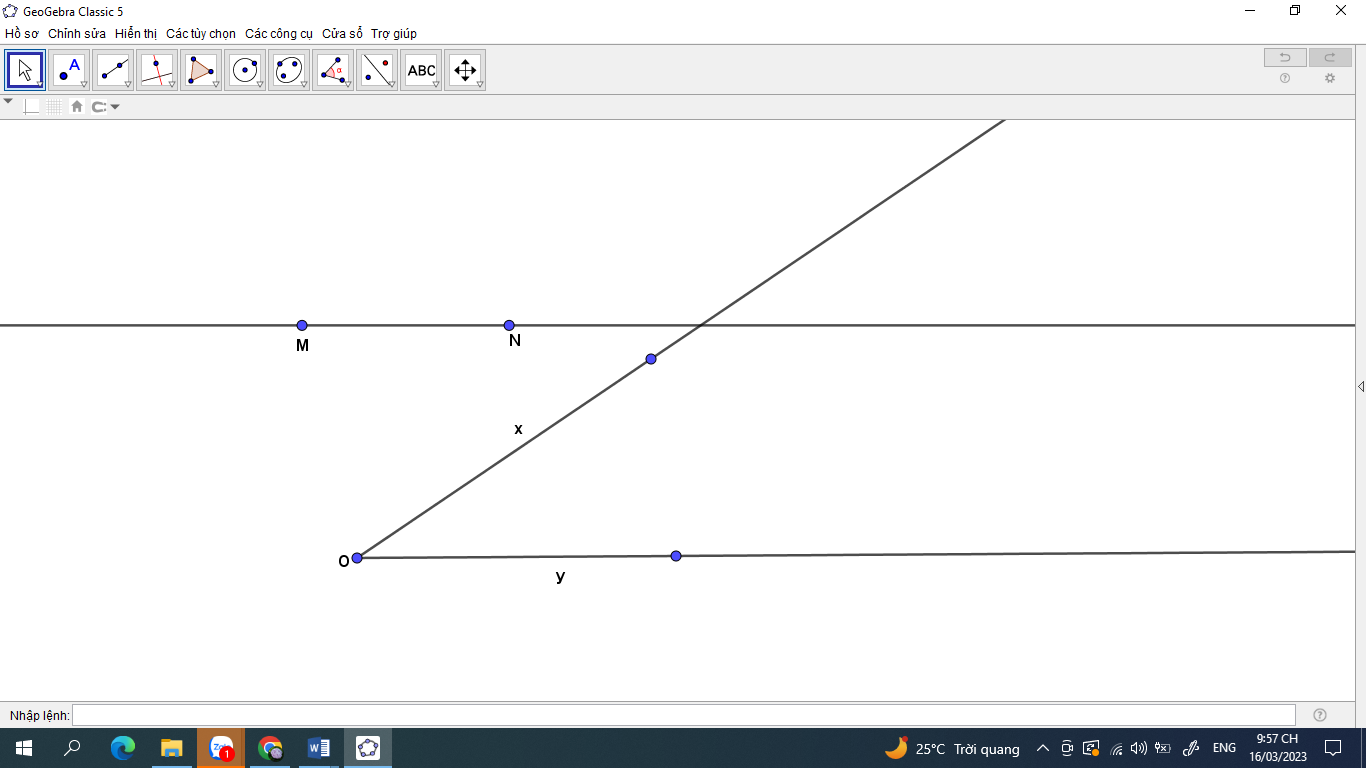 GeoGebra Classic 5
Hồ sơ Chỉnh sửa Hiển thị Các tùy chọn Các công cụ Cửa sổ Trợ giúp
A
α
ABC
M
N
x
O
y
Nhập lệnh:
1
W
25°C Trời quang
ENG
9:57 CH
16/03/2023